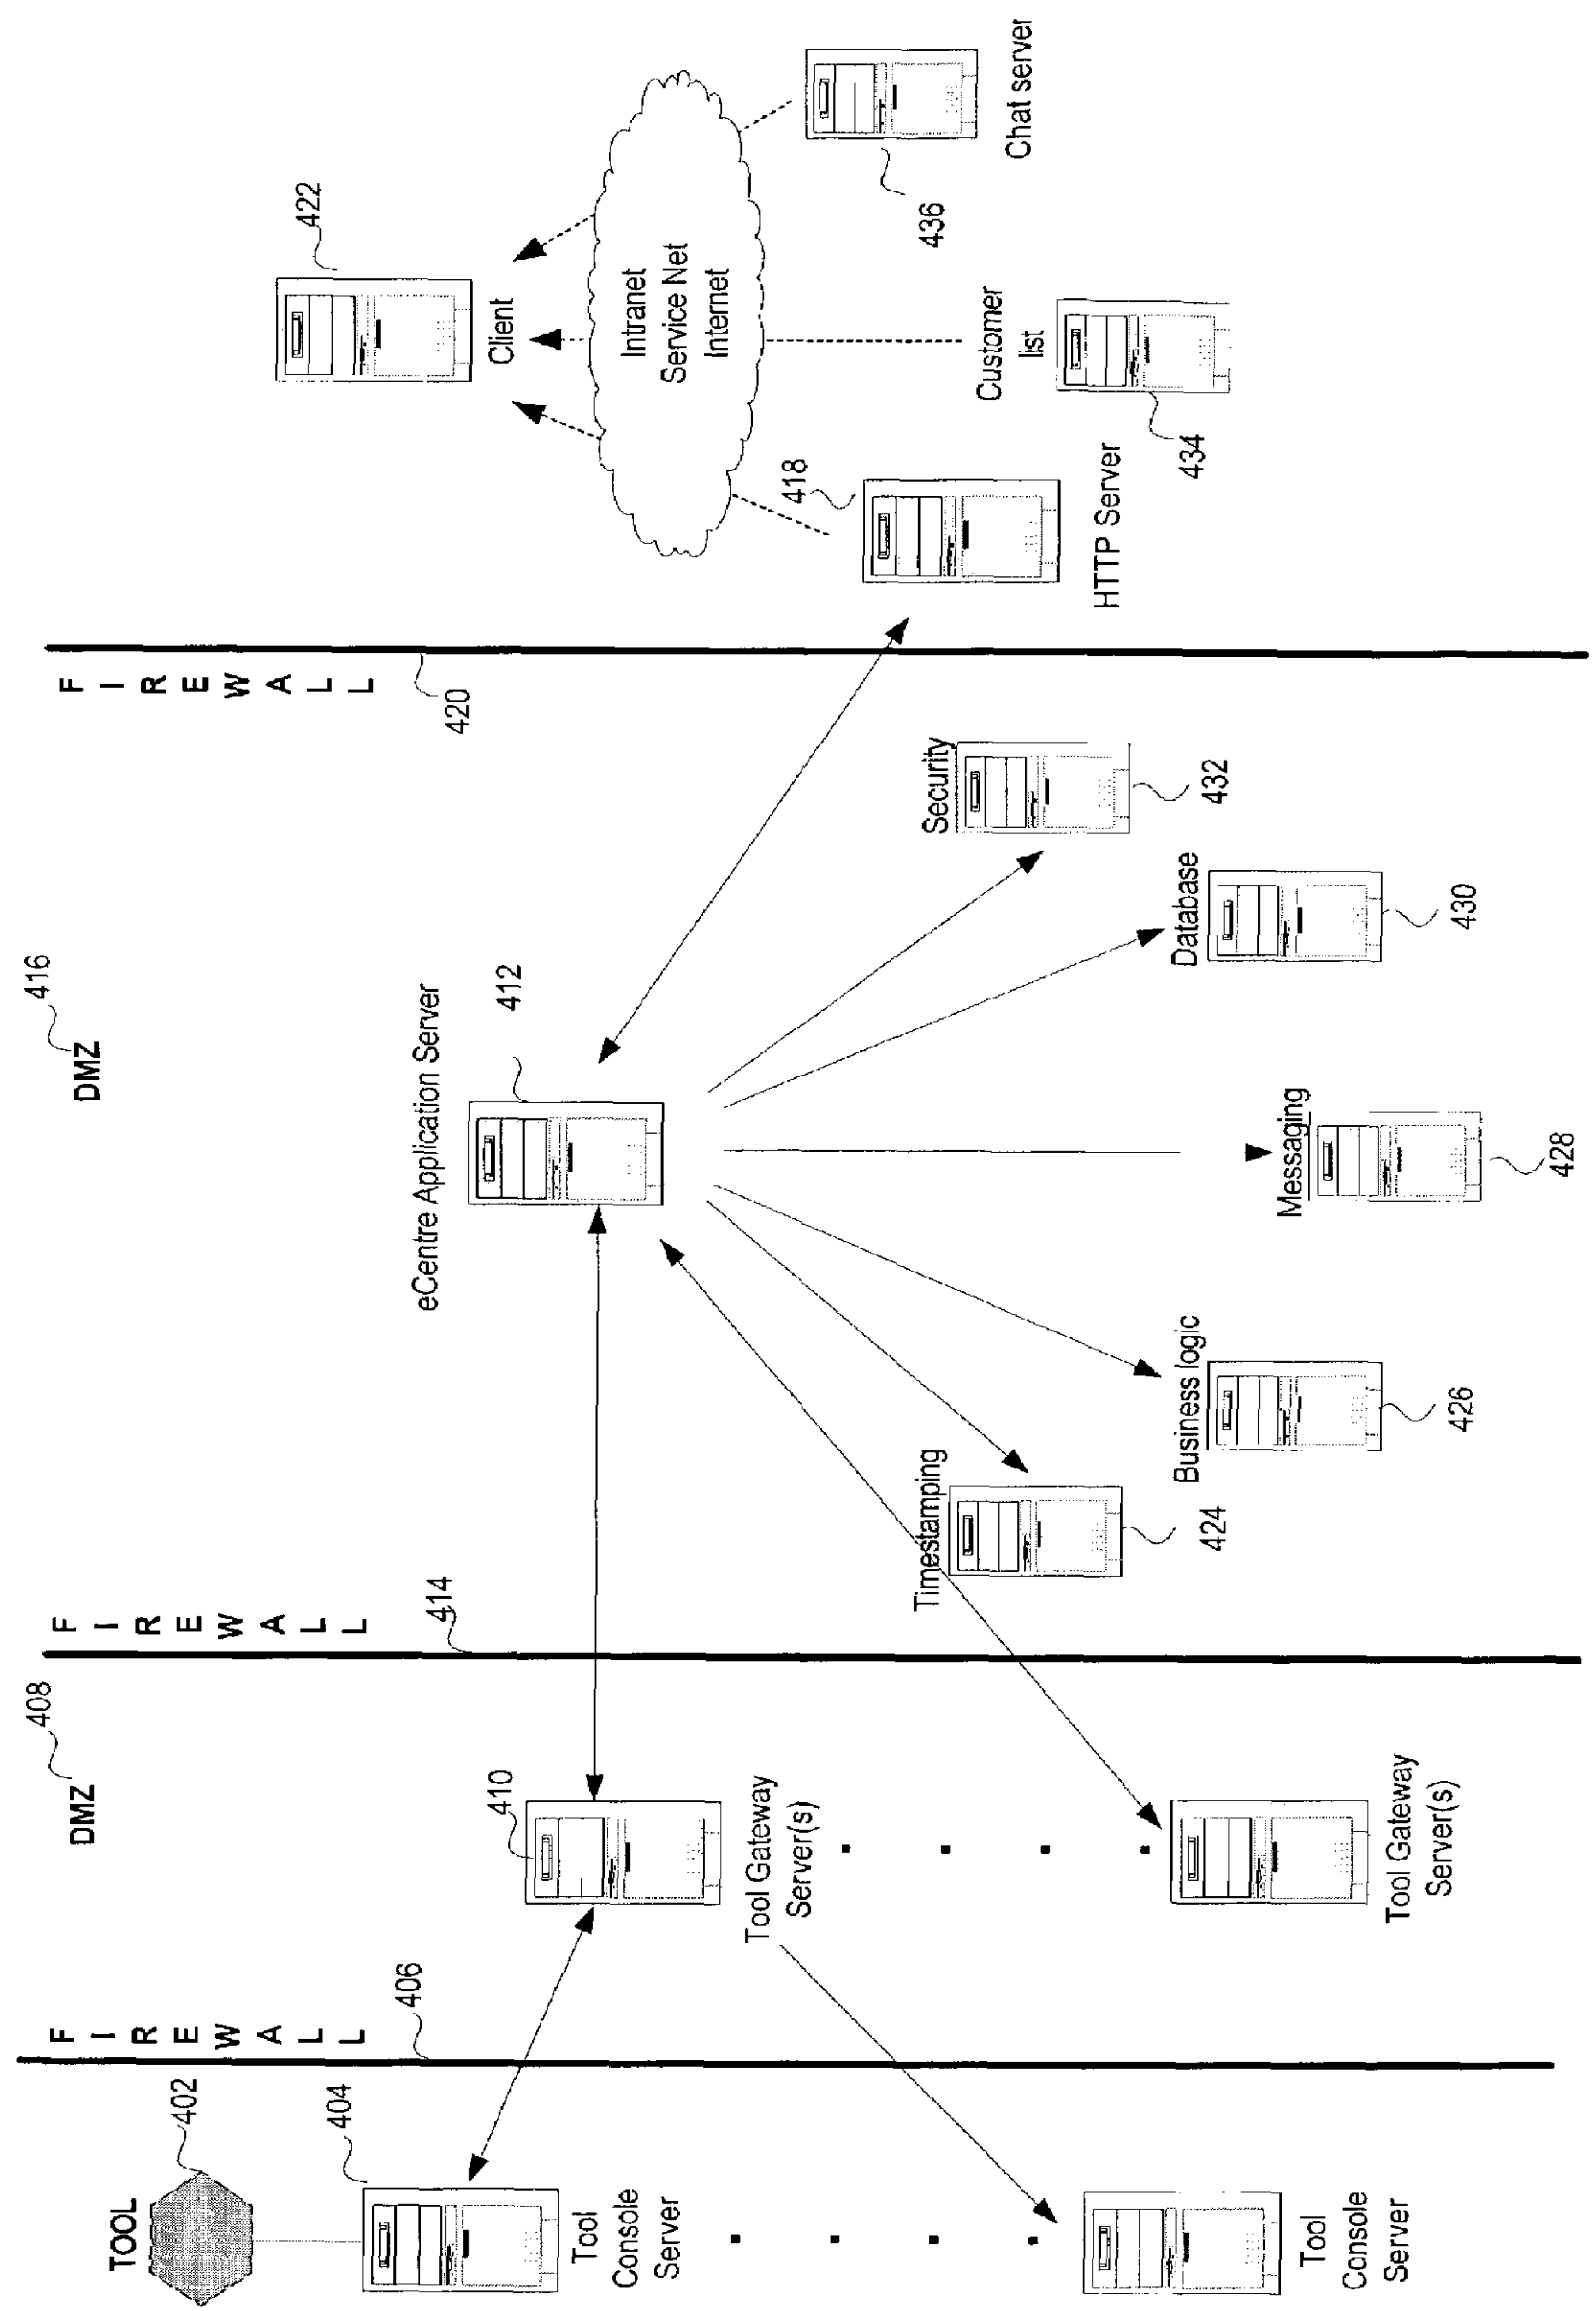 TOOL
402
404
Tool
Console
Server
Tool
Console
Server
F I R E W A L L
406
DMZ
408
410
Tool Gateway
Server(s)
Tool Gateway
Server(s)
F I R E W A L L
414
DMZ
416
eCentre Application Server
412
Timestamping
424
Business logic
426
Messaging
428
Database
430
Security
432
F I R E W A L L
420
422
Client
Intranet
Service Net
Internet
418
HTTP Server
Customer
list
434
436
Chat server